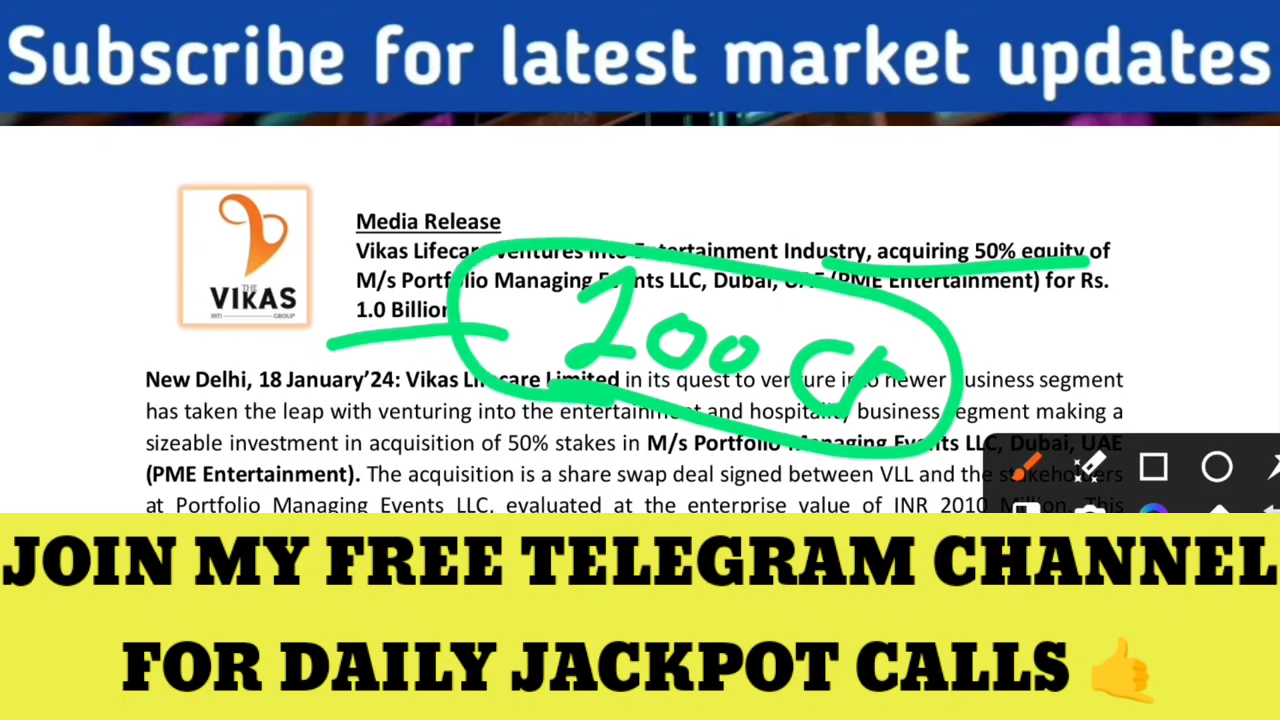 Subscribe for latest market updates
THE
VIKAS
GROUP
Media Release
Vikas Lifecare ventures into Entertainment Industry, acquiring 50% equity of
M/s Portfolio Managing Events LLC, Dubai, UAE (PME Entertainment) for Rs.
1.0 Billion
100 cr
New Delhi, 18 January'24: Vikas Lifecare Limited in its quest to venture into newer business segment
has taken the leap with venturing into the entertainment and hospitality business segment making a
sizeable investment in acquisition of 50% stakes in M/s Portfolio Managing Events LLC, Dubai, UAE
(PME Entertainment). The acquisition is a share swap deal signed between VLL and the stakeholders
at Portfolio Managing Events LLC, evaluated at the enterprise value of INR 2010 Million. This
JOIN MY FREE TELEGRAM CHANNEL
FOR DAILY JACKPOT CALLS 🤙